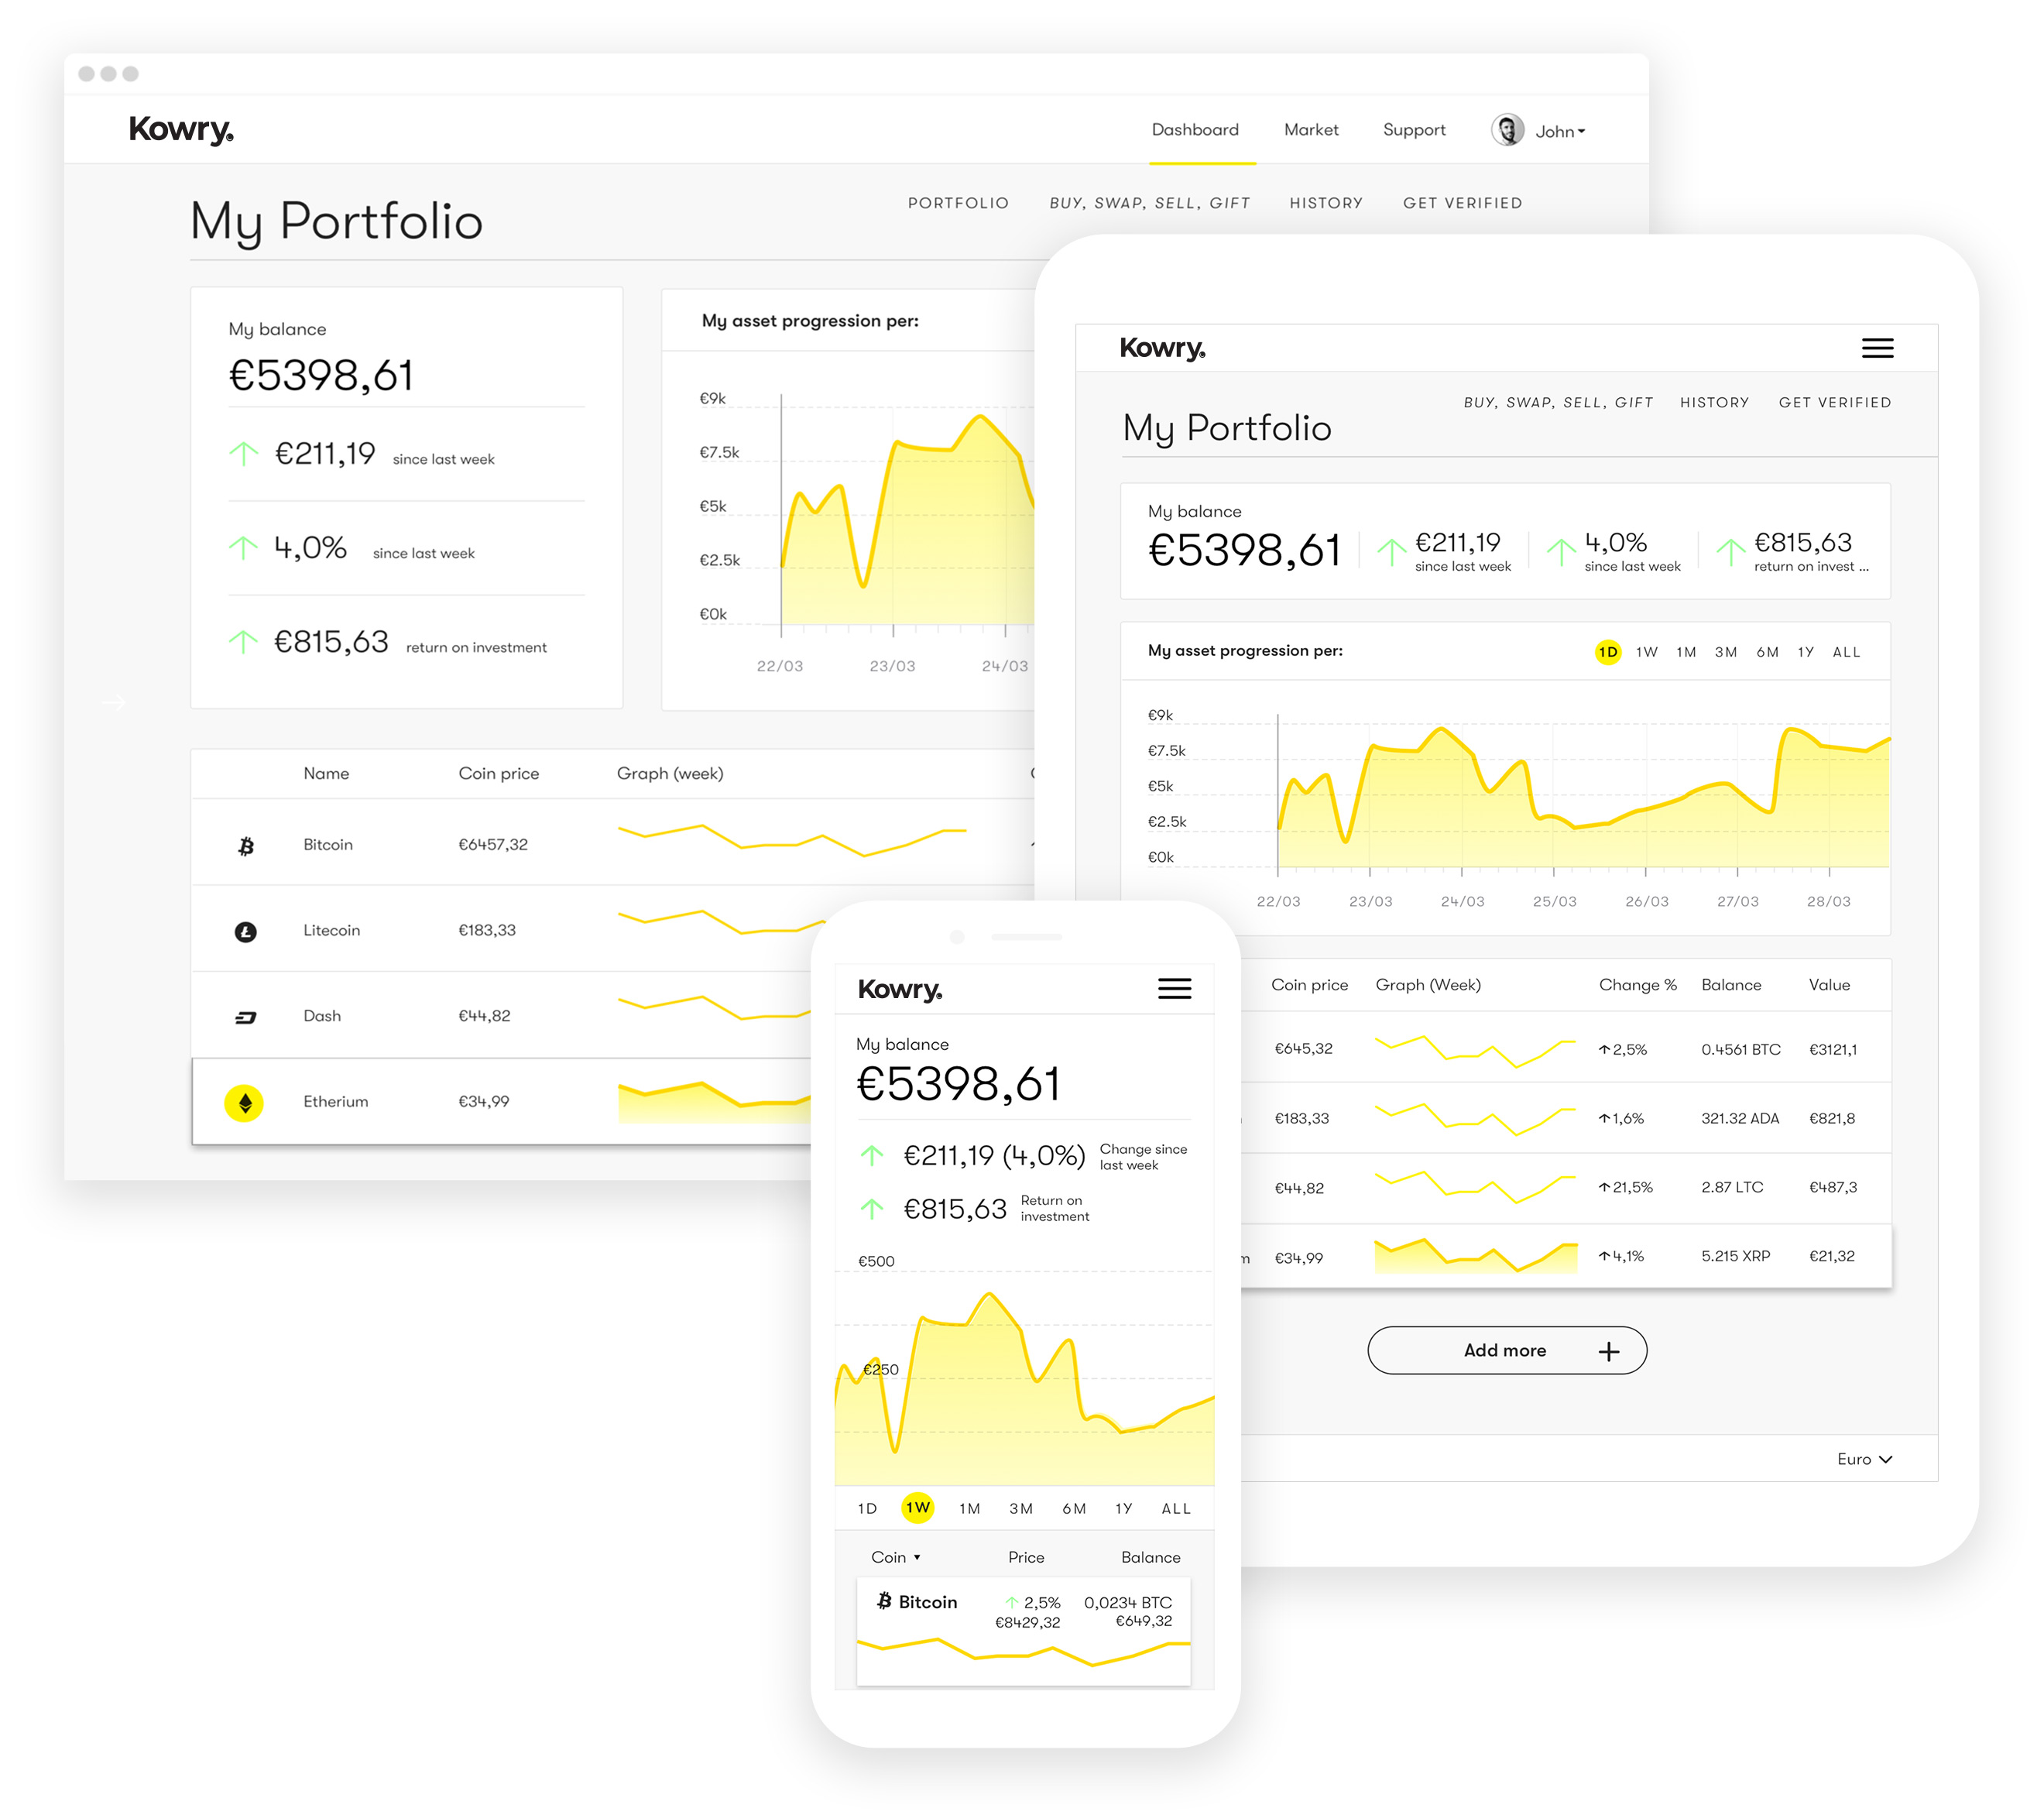 Kowry.
Dashboard Market Support John
My Portfolio
PORTFOLIO BUY, SWAP, SELL, GIFT HISTORY GET VERIFIED
My balance
€5398,61
€211,19 since last week
4,0% since last week
€815,63 return on investment
My asset progression per:
€9k
€7.5k
€5k
€2.5k
€0k
22/03 23/03 24/03
Name Coin price Graph (week)
Bitcoin €6457,32
Litecoin €183,33
Dash €44,82
Etherium €34,99
Kowry.
BUY, SWAP, SELL, GIFT HISTORY GET VERIFIED
My Portfolio
My balance
€5398,61
€211,19
since last week
4,0%
since last week
€815,63
return on invest ...
My asset progression per:
1D 1W 1M 3M 6M 1Y ALL
€9k
€7.5k
€5k
€2.5k
€0k
22/03 23/03 24/03 25/03 26/03 27/03 28/03
Coin price Graph (Week) Change % Balance Value
€645,32 2,5% 0.4561 BTC €3121,1
€183,33 1,6% 321.32 ADA €821,8
€44,82 21,5% 2.87 LTC €487,3
m €34,99 4,1% 5.215 XRP €21,32
Add more +
Euro
Kowry.
My balance
€5398,61
€211,19 (4,0%) Change since
last week
€815,63 Return on
investment
€500
€250
1D 1W 1M 3M 6M 1Y ALL
Coin Price Balance
Bitcoin 2,5% 0,0234 BTC
€8429,32 €649,32